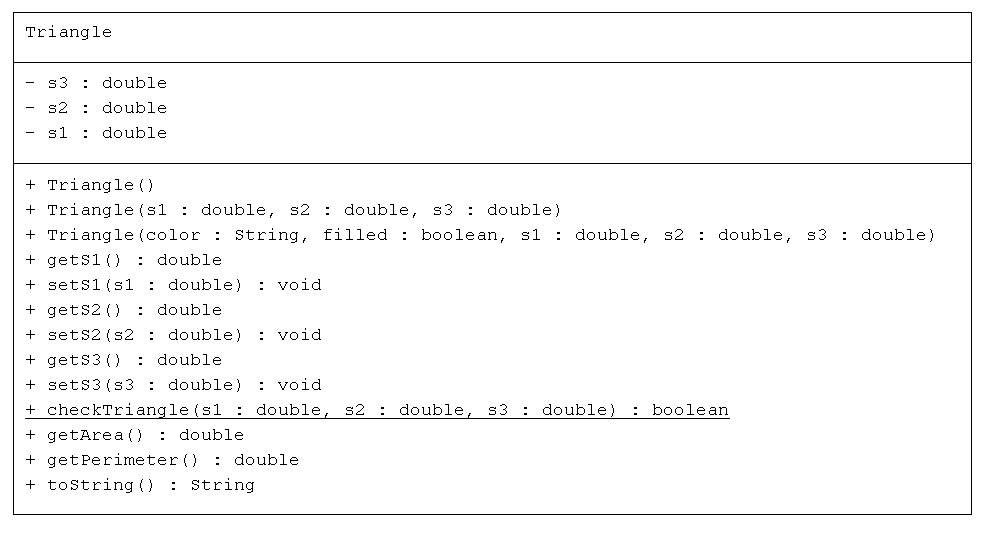 Triangle
- s3 : double
- s2 : double
- s1 : double
+ Triangle()
+ Triangle(s1 : double, s2 : double, s3 : double)
+ Triangle(color : String, filled : boolean, s1 : double, s2 : double, s3 : double)
+ getS1() : double
+ setS1(s1 : double) : void
+ getS2() : double
+ setS2(s2 : double) : void
+ getS3() : double
+ setS3(s3 : double) : void
+ checkTriangle(s1 : double, s2 : double, s3 : double) : boolean
+ getArea() : double
+ getPerimeter() : double
+ toString() : String